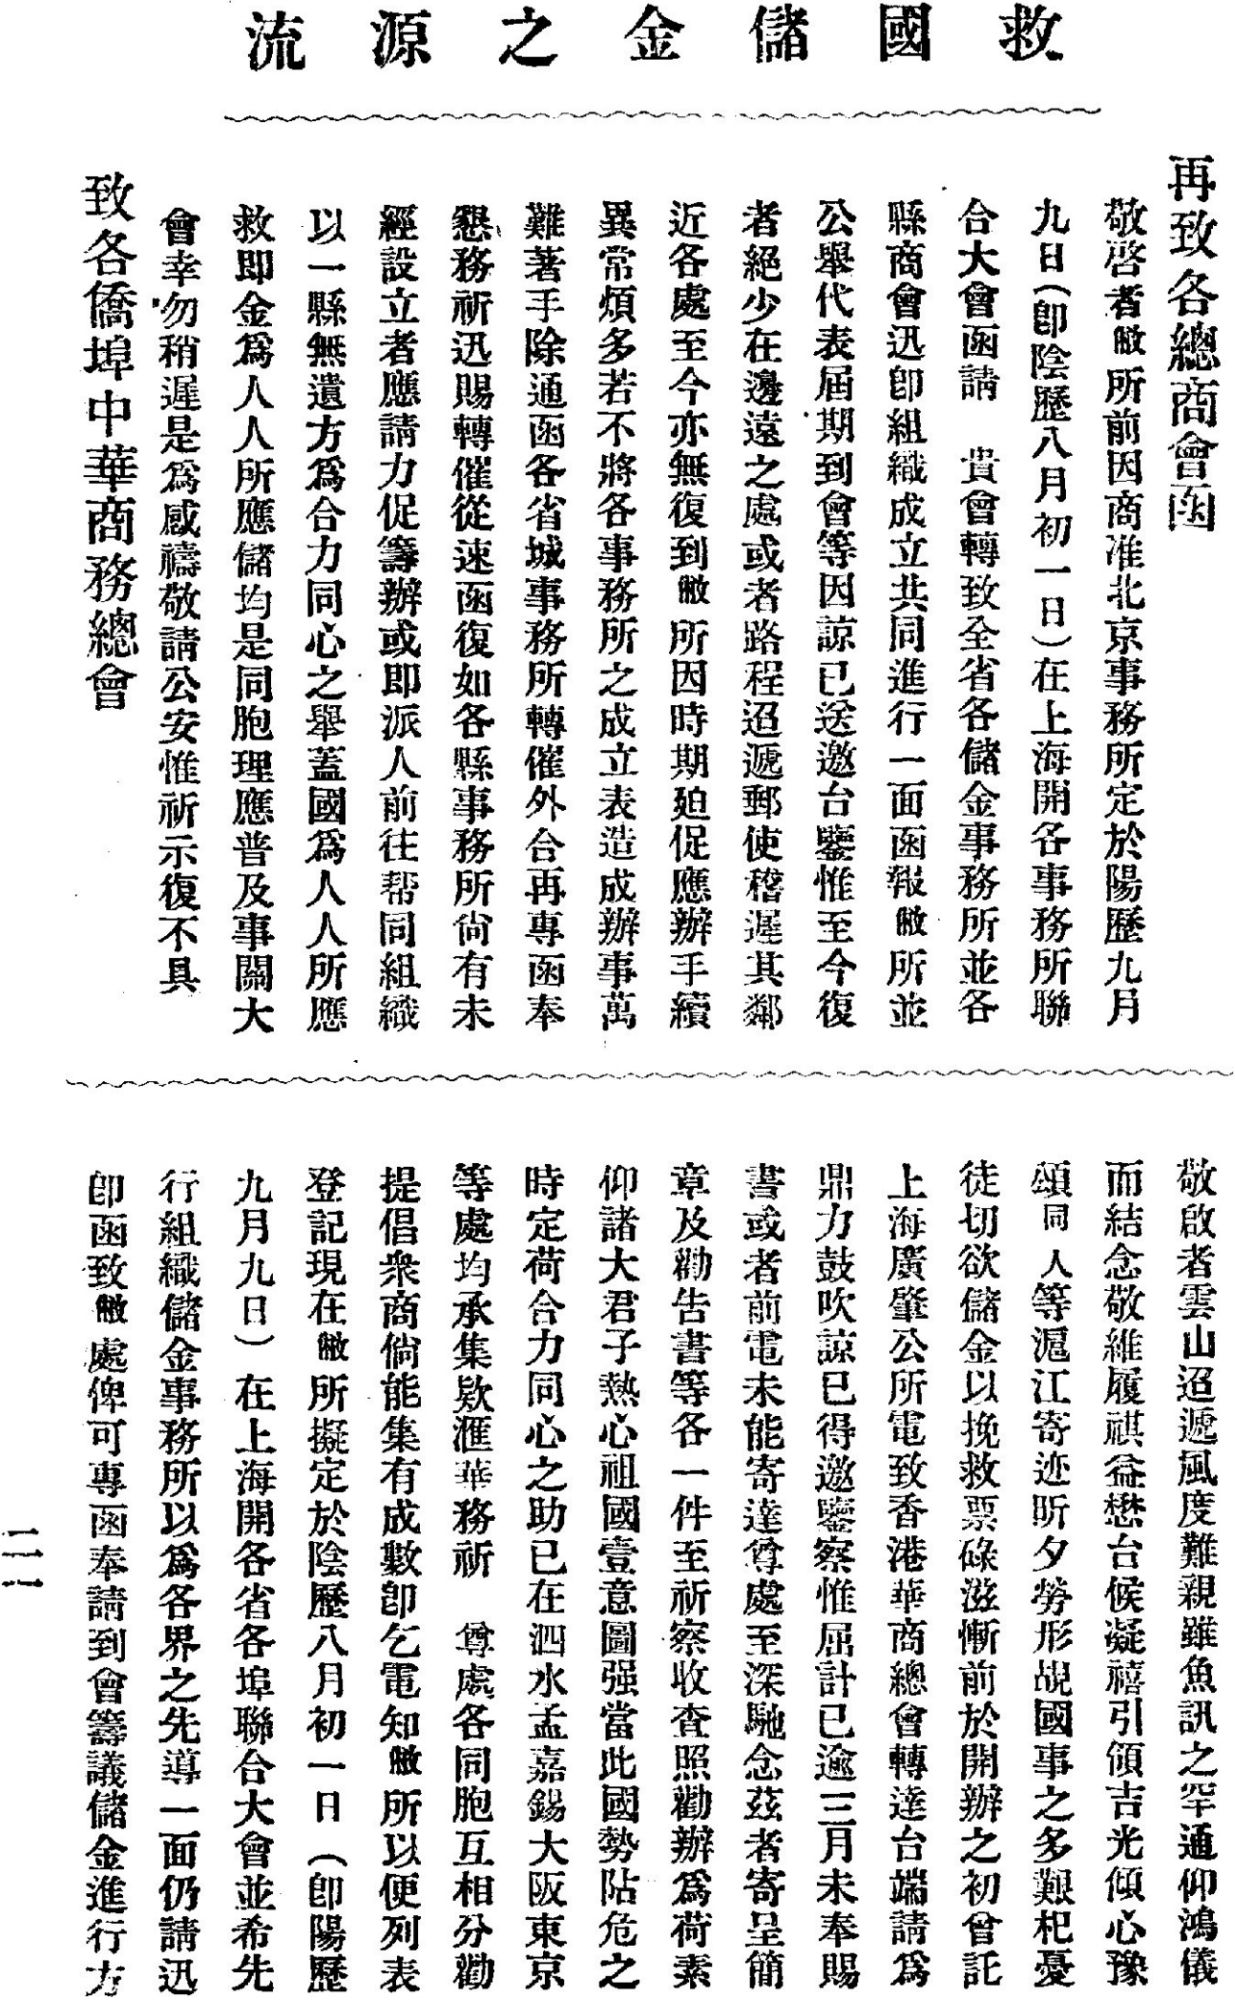 救國儲金之源流
再致各總商會函
敬啓者敝所前因商准北京事務所定於陽歷九月
九日(卽陰歷八月初一日)在上海開各事務所聯
合大會函請　貴會轉致全省各儲金事務所並各
縣商會迅卽組織成立共同進行一面函報敝所並
公舉代表屆期到會等因諒已送邀台鑒惟至今復
者絕少在邊遠之處或者路程迢遞郵使稽遲其鄰
近各處至今亦無復到敝所因時期廹促應辦手續
異常煩多若不將各事務所之成立表造成辦事萬
難著手除通函各省城事務所轉催外合再專函奉
懇務祈迅賜轉催從速函復如各縣事務所尙有未
經設立者應請力促籌辦或即派人前往帮同組織
以一縣無遺方爲合力同心之舉蓋國爲人人所應
救即金爲人人所應儲均是同胞理應普及事關大
會幸勿稍遲是爲感禱敬請公安惟祈示復不具
致各僑埠中華商務總會
敬啟者雲山迢遞風度難親雖魚訊之罕通仰鴻儀
而結念敬維履祺益懋台候凝禧引領吉光傾心豫
頌同人等滬江寄迹昕夕勞形覘國事之多艱杞憂
徒切欲儲金以挽救票碌滋慚前於開辦之初曾託
上海廣肇公所電致香港華商總會轉達台端請爲
鼎力鼓吹諒已得邀鑒察惟屈計已逾三月未奉賜
書或者前電未能寄達尊處至深馳念茲者寄呈簡
章及勸告書等各一件至祈察收查照勸辦爲荷素
仰諸大君子熱心祖國壹意圖强當此國勢阽危之
時定荷合力同心之助已在泗水孟嘉錫大阪東京
等處均承集欵滙華務祈　尊處各同胞互相分勸
提倡衆商倘能集有成數卽乞電知敝所以便列表
登記現在敝所擬定於陰歷八月初一日(卽陽歷
九月九日)在上海開各省各埠聯合大會並希先
行組織儲金事務所以爲各界之先導一面仍請迅
卽函致敝處俾可專函奉請到會籌議儲金進行方
二一